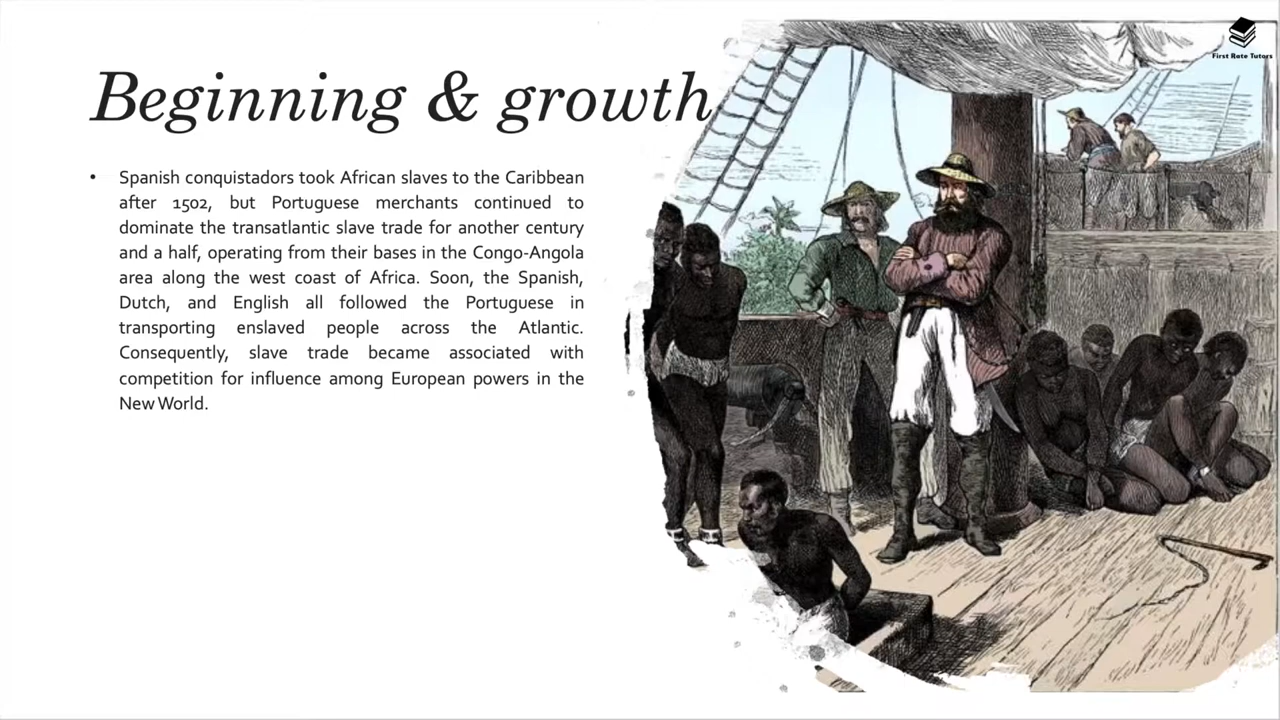 First Rate Tutors
Beginning & growth
• Spanish conquistadors took African slaves to the Caribbean
after 1502, but Portuguese merchants continued to
dominate the transatlantic slave trade for another century
and a half, operating from their bases in the Congo-Angola
area along the west coast of Africa. Soon, the Spanish,
Dutch, and English all followed the Portuguese in
transporting enslaved people across the Atlantic.
Consequently, slave trade became associated with
competition for influence among European powers in the
New World.